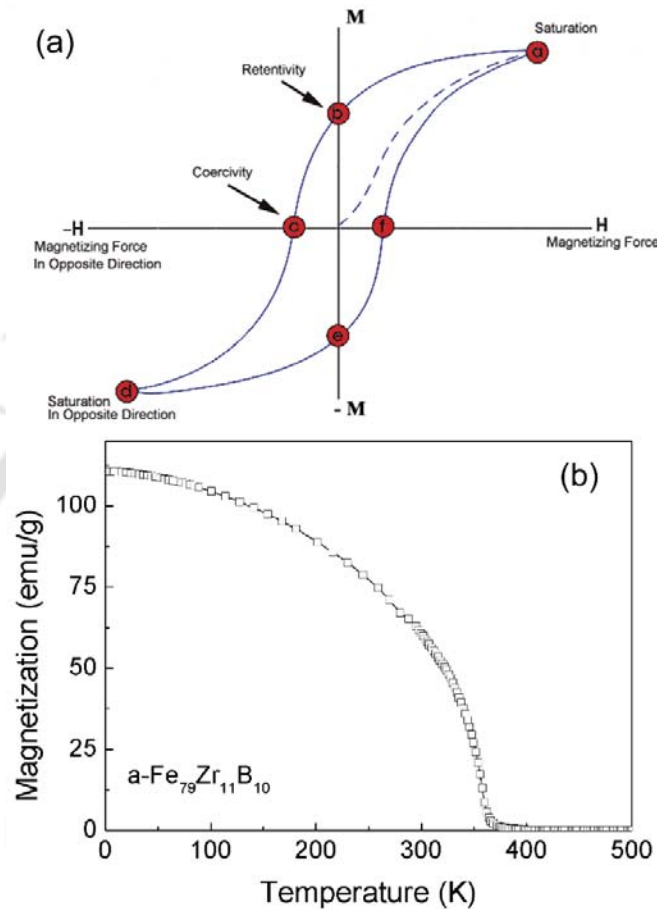 (a)
M
Saturation
a
Retentivity
b
Coercivity
–H
c
f
H
Magnetizing Force
In Opposite Direction
Magnetizing Force
e
d
Saturation
In Opposite Direction
- M
(b)
100
75
50
25
0
Magnetization (emu/g)
a-Fe₇₉Zr₁₁B₁₀
0 100 200 300 400 500
Temperature (K)